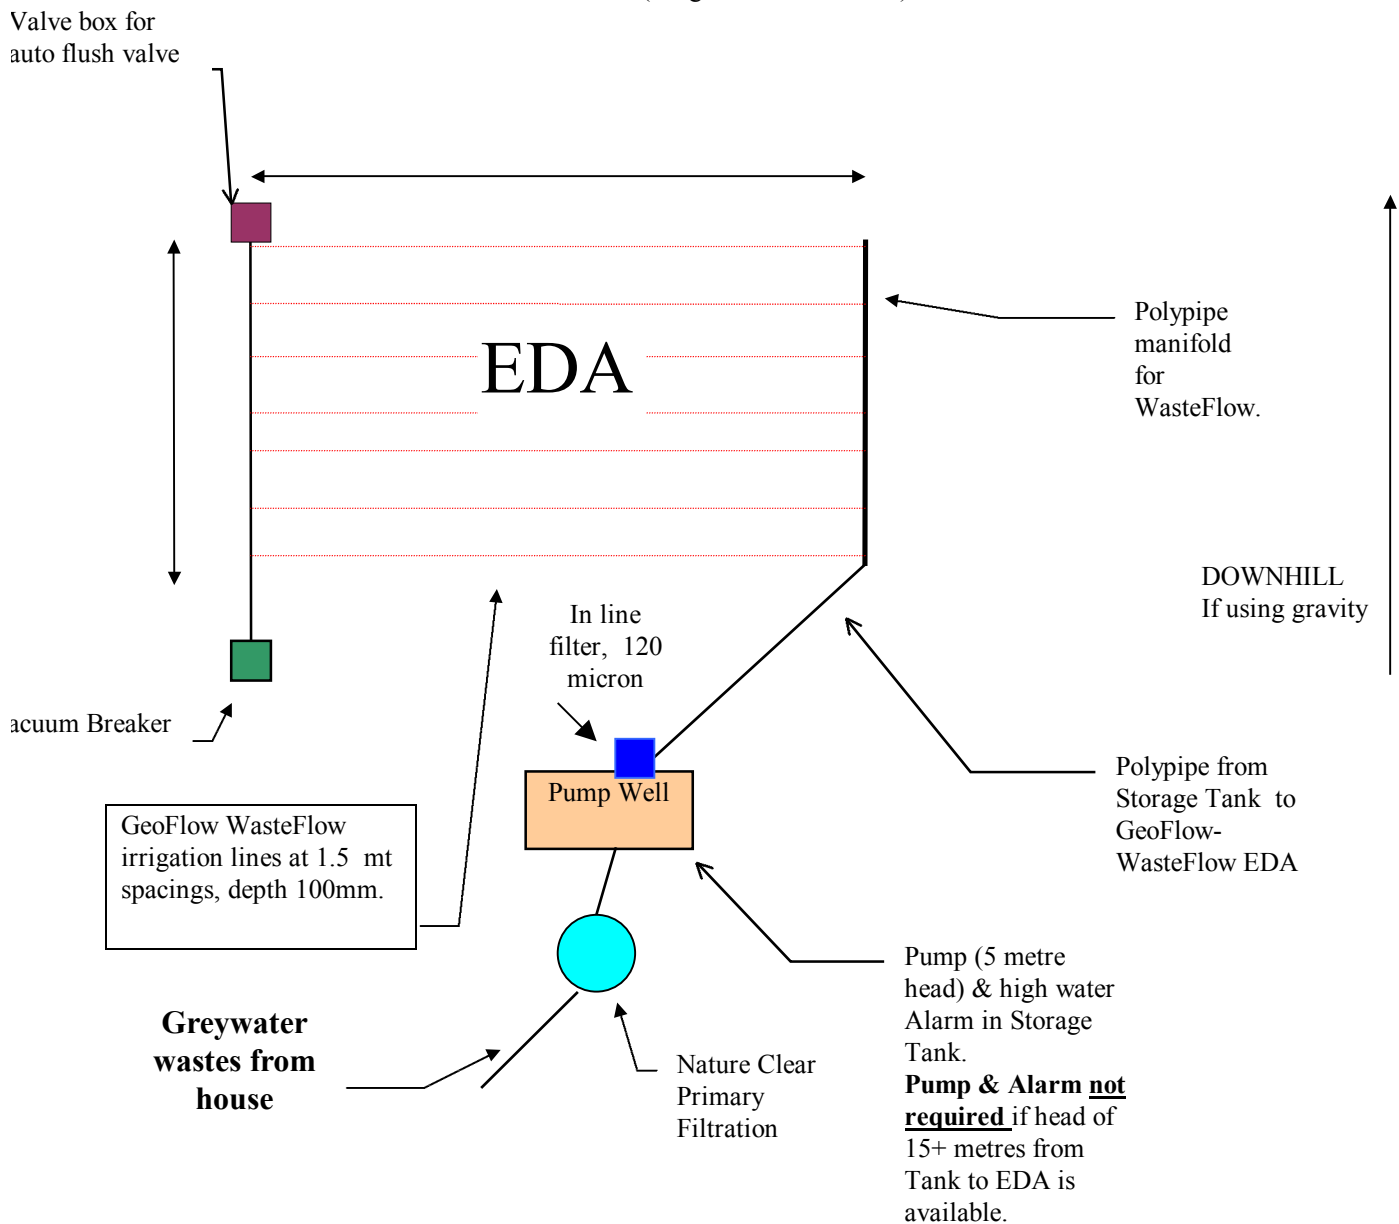 Valve box for
auto flush valve
EDA
Polypipe
manifold
for
WasteFlow.
DOWNHILL
If using gravity
In line
filter, 120
micron
acuum Breaker
Pump Well
Polypipe from
Storage Tank to
GeoFlow-
WasteFlow EDA
GeoFlow WasteFlow
irrigation lines at 1.5 mt
spacings, depth 100mm.
Pump (5 metre
head) & high water
Alarm in Storage
Tank.
Pump & Alarm not
required if head of
15+ metres from
Tank to EDA is
available.
Greywater
wastes from
house
Nature Clear
Primary
Filtration